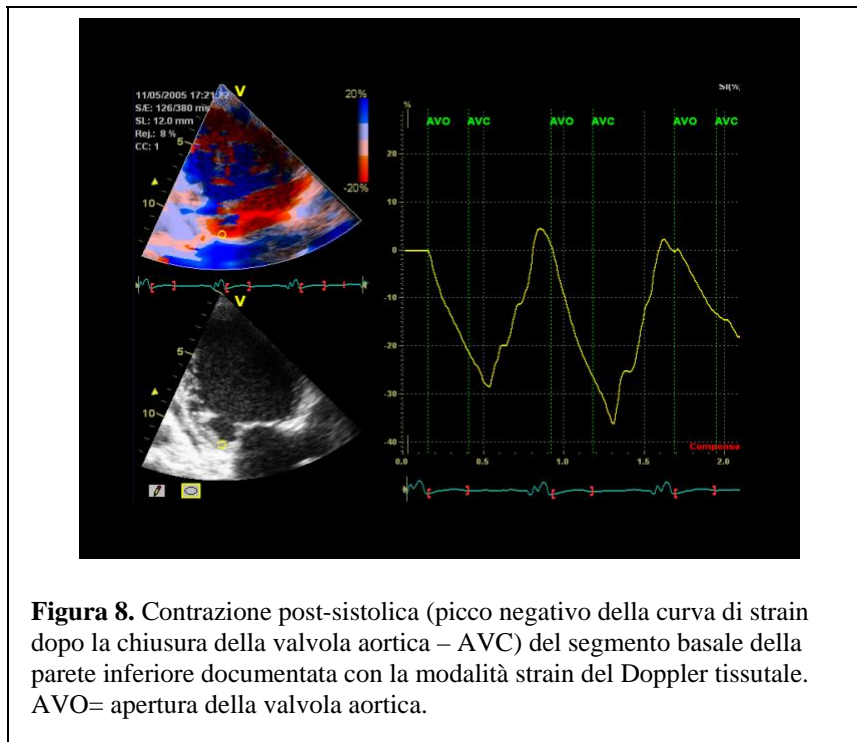 11/05/2005 17:21:22
S/E: 126/380 ms
SL: 12.0 mm
Rej.: 8 %
CC: 1
V
20%
-20%
5
10
V
5
10
SI(%)
%
AVO AVC AVO AVC AVO AVC
20
10
0
-10
-20
-30
-40
Compensa
0.0 0.5 1.0 1.5 2.0
Figura 8. Contrazione post-sistolica (picco negativo della curva di strain
dopo la chiusura della valvola aortica – AVC) del segmento basale della
parete inferiore documentata con la modalità strain del Doppler tissutale.
AVO= apertura della valvola aortica.